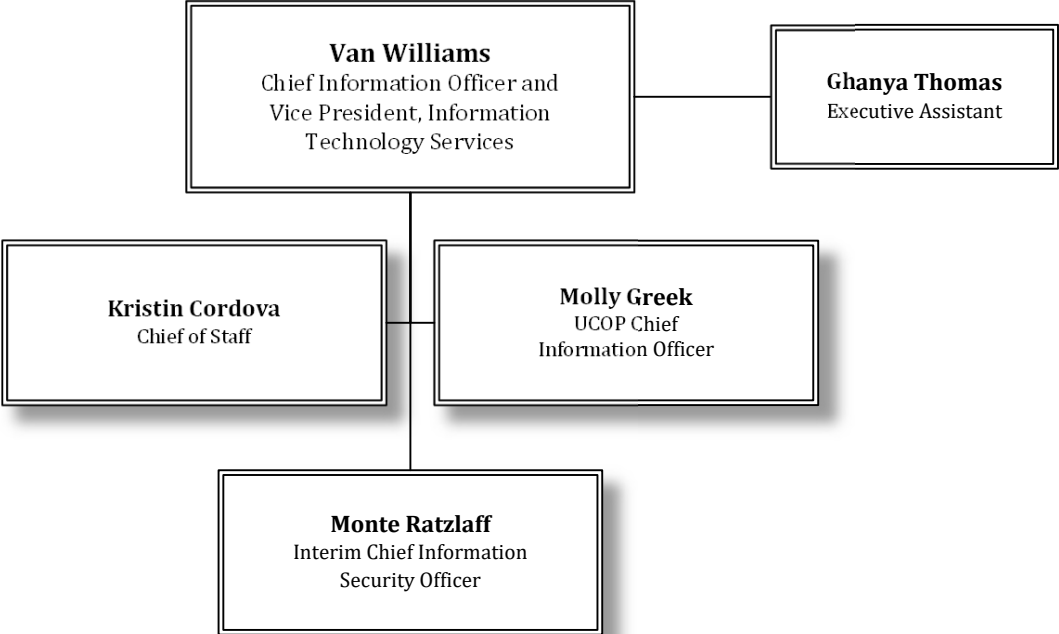 Van Williams
Chief Information Officer and
Vice President, Information
Technology Services
Ghanya Thomas
Executive Assistant
Kristin Cordova
Chief of Staff
Molly Greek
UCOP Chief
Information Officer
Monte Ratzlaff
Interim Chief Information
Security Officer